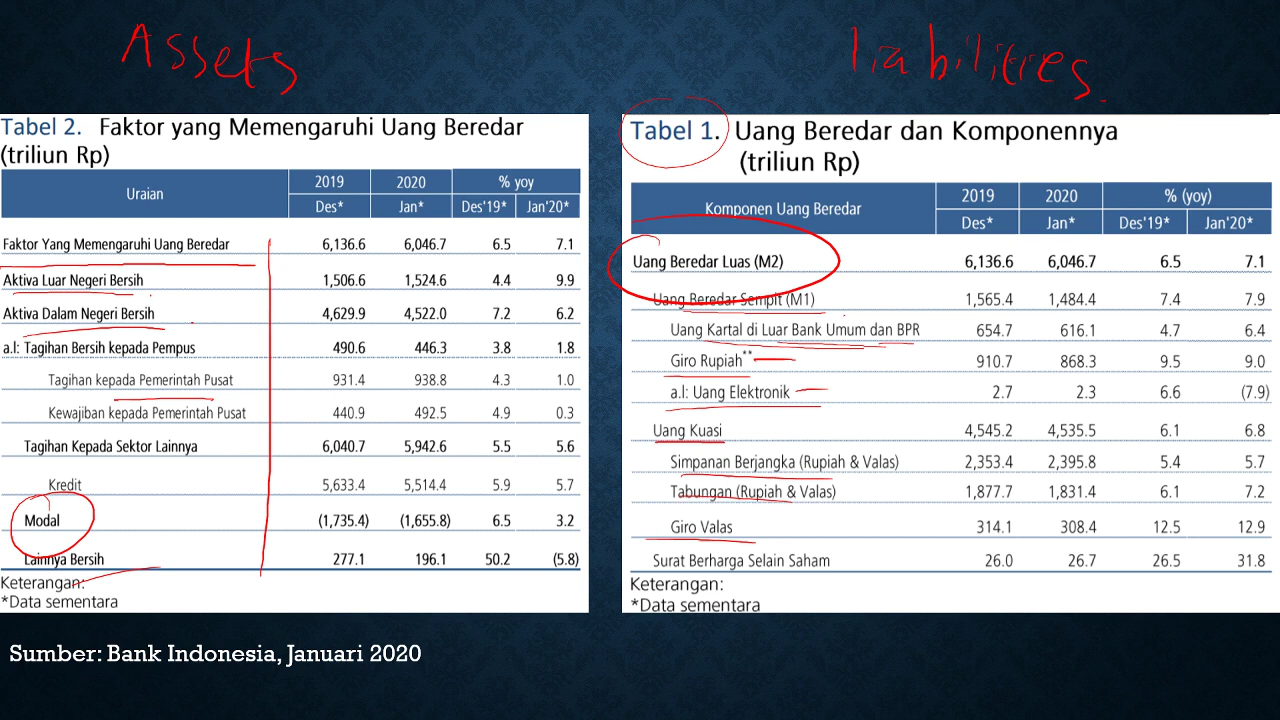 Assets
liabilities
Tabel 2. Faktor yang Memengaruhi Uang Beredar
(triliun Rp)
Uraian 2019 2020 % yoy
Des* Jan* Des'19* Jan'20*
Faktor Yang Memengaruhi Uang Beredar 6,136.6 6,046.7 6.5 7.1
Aktiva Luar Negeri Bersih 1,506.6 1,524.6 4.4 9.9
Aktiva Dalam Negeri Bersih 4,629.9 4,522.0 7.2 6.2
a.l: Tagihan Bersih kepada Pempus 490.6 446.3 3.8 1.8
Tagihan kepada Pemerintah Pusat 931.4 938.8 4.3 1.0
Kewajiban kepada Pemerintah Pusat 440.9 492.5 4.9 0.3
Tagihan Kepada Sektor Lainnya 6,040.7 5,942.6 5.5 5.6
Kredit 5,633.4 5,514.4 5.9 5.7
Modal (1,735.4) (1,655.8) 6.5 3.2
Lainnya Bersih 277.1 196.1 50.2 (5.8)
Keterangan:
*Data sementara
Tabel 1. Uang Beredar dan Komponennya
(triliun Rp)
Komponen Uang Beredar 2019 2020 % (yoy)
Des* Jan* Des'19* Jan'20*
Uang Beredar Luas (M2) 6,136.6 6,046.7 6.5 7.1
Uang Beredar Sempit (M1) 1,565.4 1,484.4 7.4 7.9
Uang Kartal di Luar Bank Umum dan BPR 654.7 616.1 4.7 6.4
Giro Rupiah** 910.7 868.3 9.5 9.0
a.l: Uang Elektronik 2.7 2.3 6.6 (7.9)
Uang Kuasi 4,545.2 4,535.5 6.1 6.8
Simpanan Berjangka (Rupiah & Valas) 2,353.4 2,395.8 5.4 5.7
Tabungan (Rupiah & Valas) 1,877.7 1,831.4 6.1 7.2
Giro Valas 314.1 308.4 12.5 12.9
Surat Berharga Selain Saham 26.0 26.7 26.5 31.8
Keterangan:
*Data sementara
Sumber: Bank Indonesia, Januari 2020